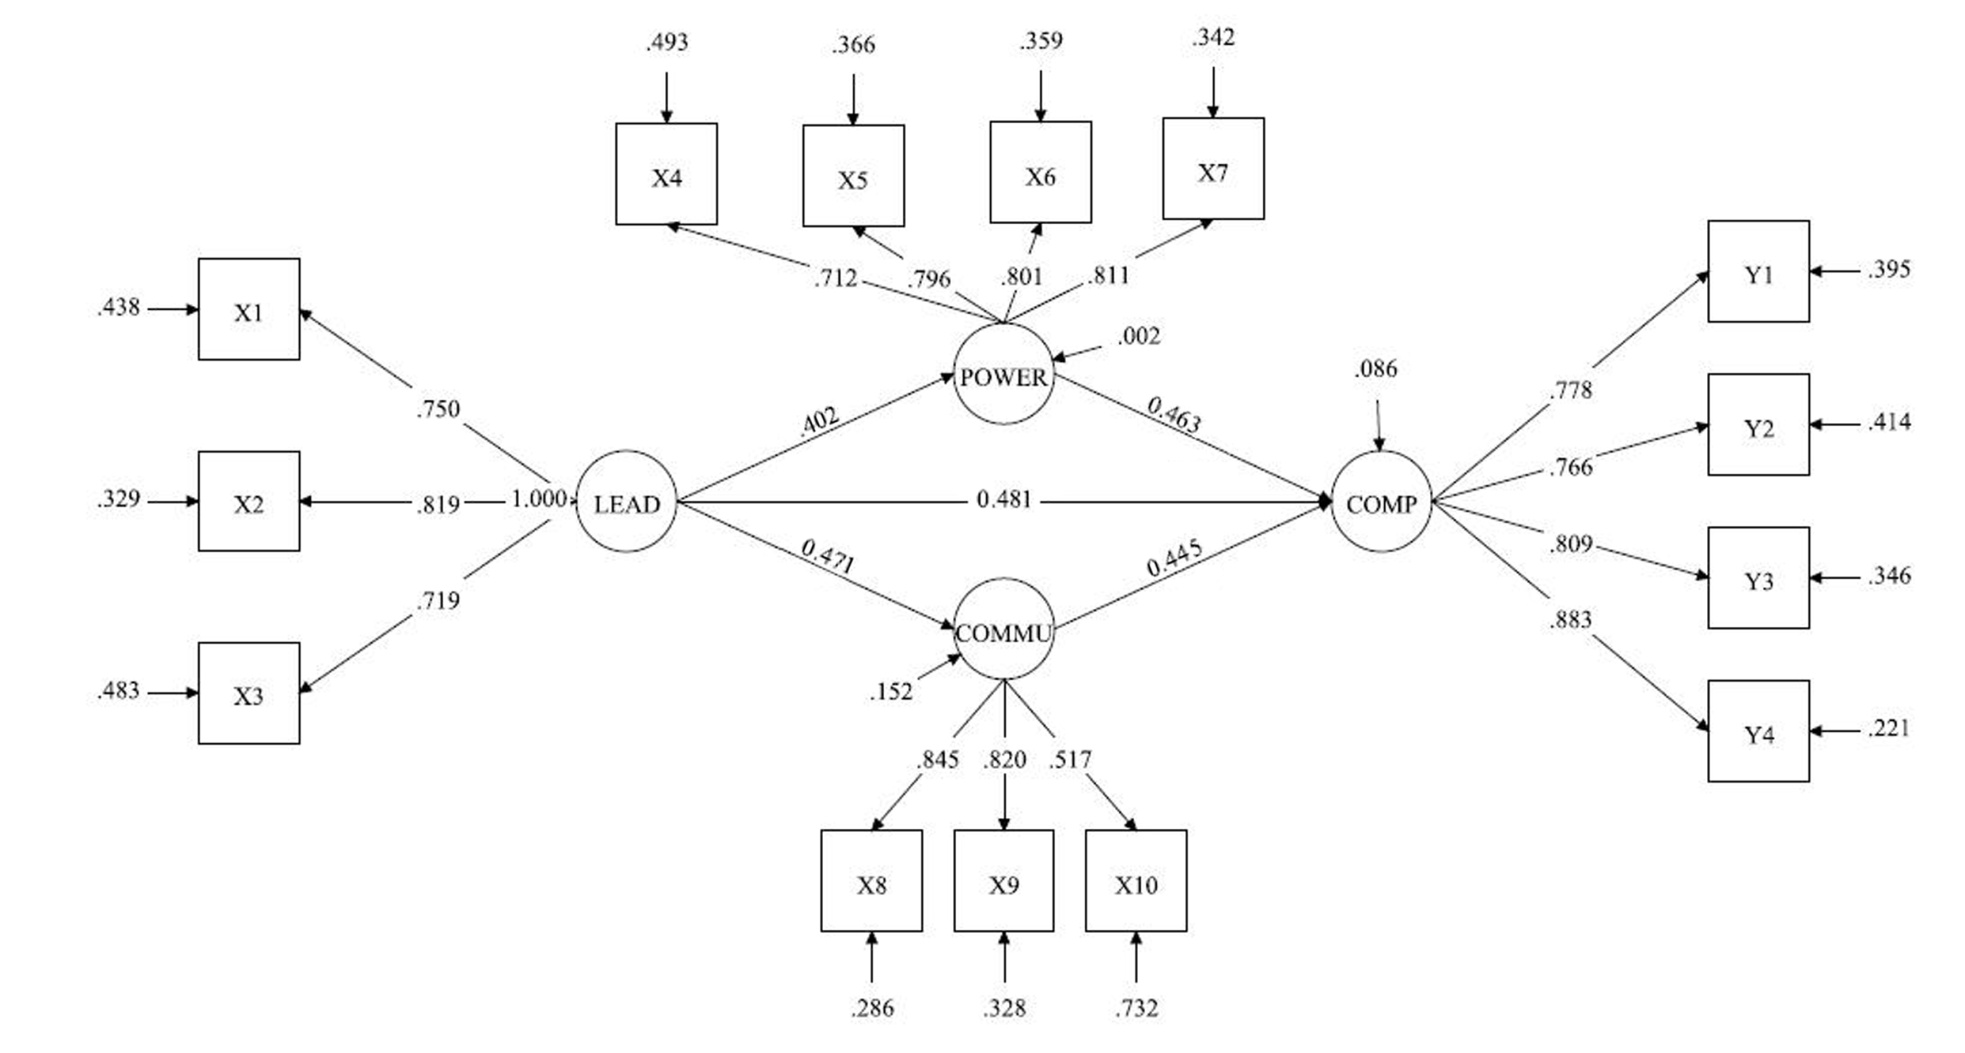 .493 .366 .359 .342
X4 X5 X6 X7
.712 .796 .801 .811
.438 X1
.750
.329 X2 .819 1.000 LEAD
.719
.483 X3
.002
POWER
.402 0.463
0.481
0.471 0.445
COMMU
.152
.845 .820 .517
X8 X9 X10
.286 .328 .732
.086
COMP
.778 Y1 .395
.766 Y2 .414
.809 Y3 .346
.883 Y4 .221